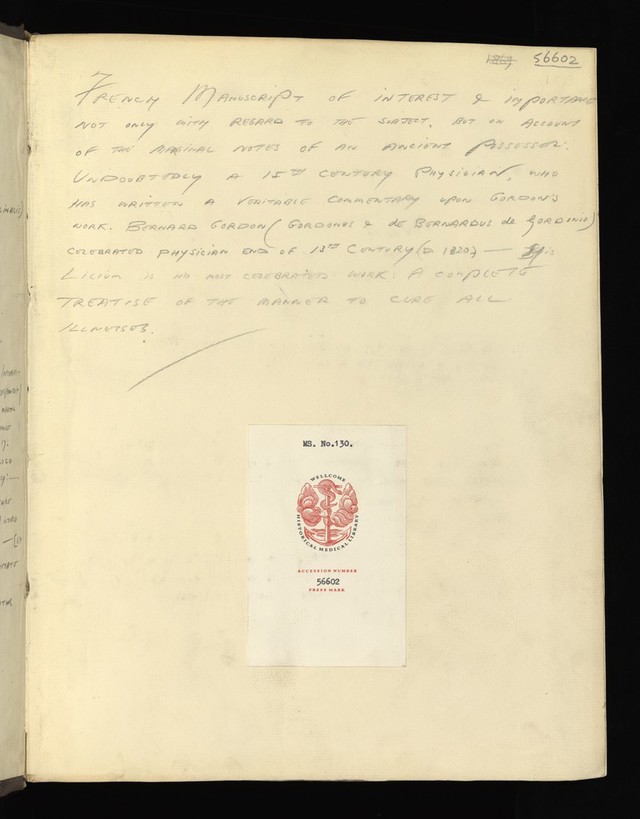 56602
French Manuscript of interest & importance
not only with regard to the subject, but on account
of the marginal notes of an ancient possessor.
Undoubtedly a 15th century physician, who
has written a veritable commentary upon Gordon's
work. Bernard Gordon (Gordonus & de Bernardus de Gordonio)
celebrated physician end of 13th century (D 1320) —
Lilium is his most celebrated work: a complete
treatise of the manner to cure all
illnesses.
MS. No.130.
WELLCOME
HISTORICAL MEDICAL LIBRARY
ACCESSION NUMBER
56602
PRESS MARK